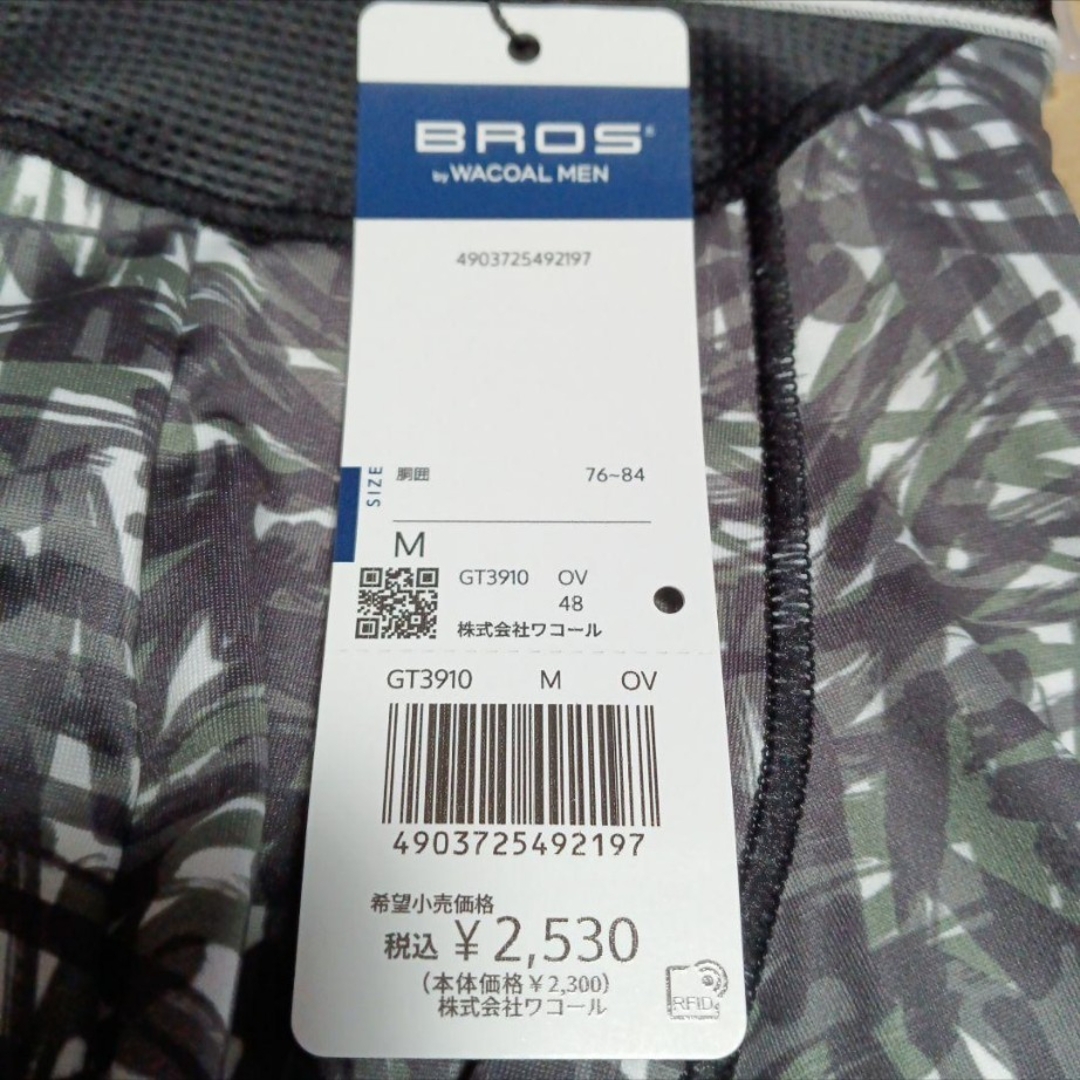 BROS®
by WACOAL MEN
4903725492197
SIZE
胴囲 76~84
M
GT3910 OV
48
株式会社ワコール
GT3910 M OV
4903725492197
希望小売価格
税込 ¥2,530
(本体価格¥2,300)
株式会社ワコール
RFID